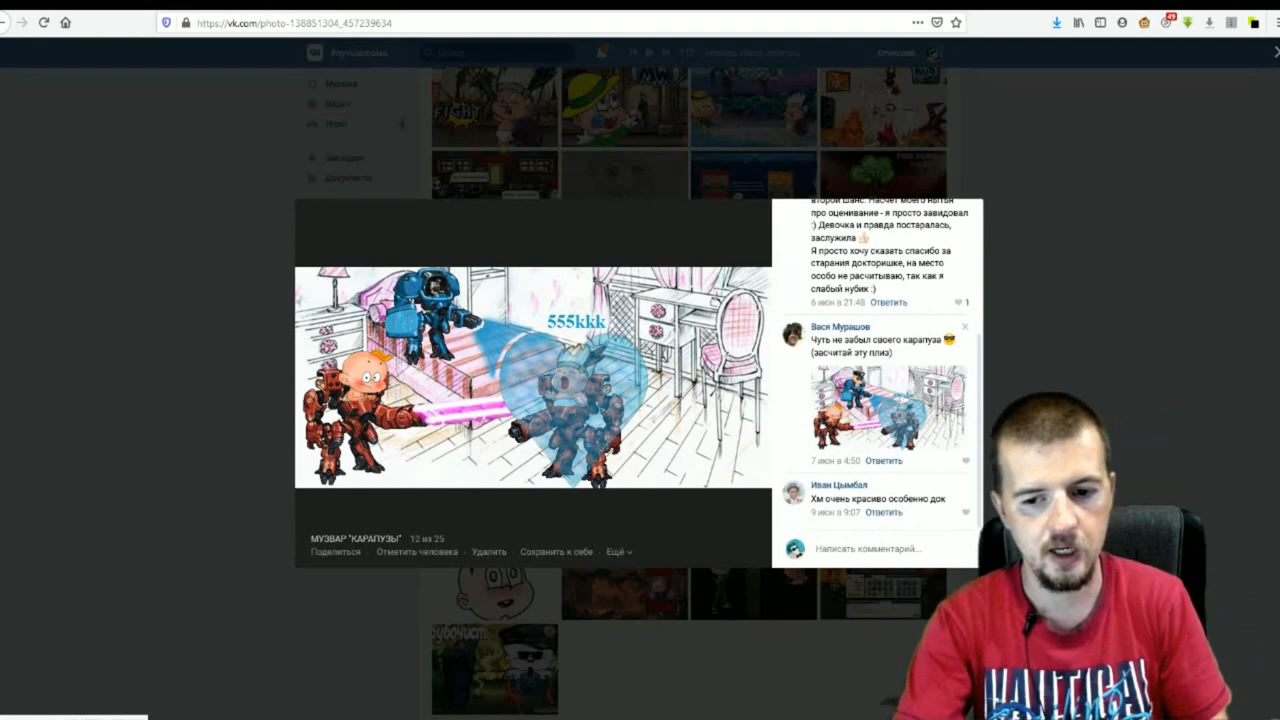 https://vk.com/photo-138851304_457239634
49
Музыка
Игры
Закладки
Документы
FIGHT
MW
второй шанс. Насчет моего нытья
про оценивание - я просто завидовал
:) Девочка и правда постаралась,
заслужила 👍
Я просто хочу сказать спасибо за
старания докторишке, на место
особо не расчитываю, так как я
слабый нубик :)
6 июн в 21:48 Ответить
1
555kkk
Вася Мурашов
Чуть не забыл своего карапуза 😎
(засчитай эту плиз)
7 июн в 4:50 Ответить
Иван Цымбал
Хм очень красиво особенно док
9 июн в 9:07 Ответить
МУЗВАР "КАРАПУЗЫ" 12 из 25
Поделиться · Отметить человека · Удалить Сохранить к себе · Ещё
Написать комментарий...
NAUTICAL